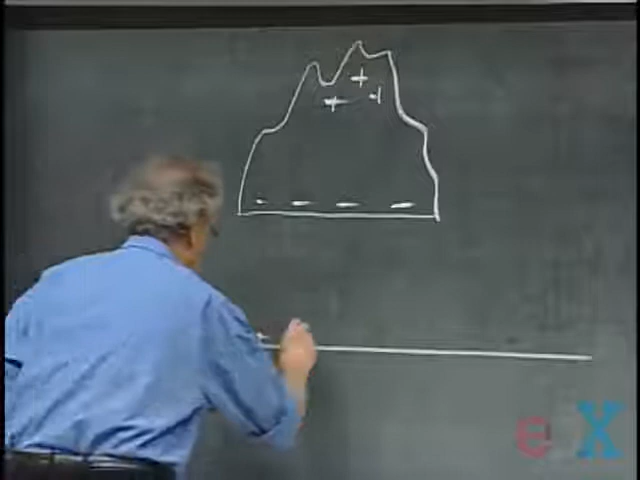 +
+ +
- - - -
+
eX